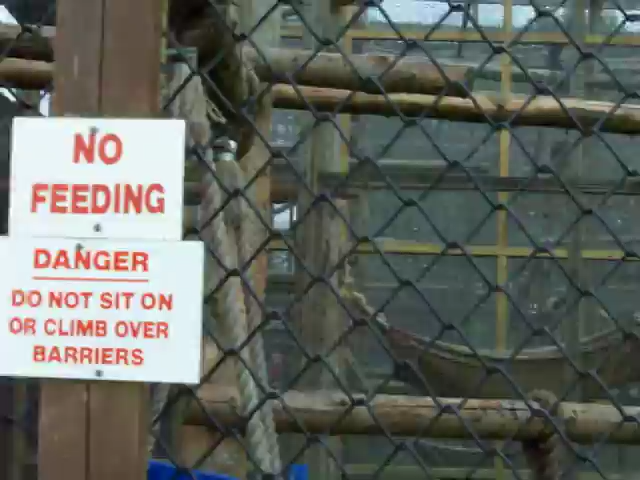 NO
FEEDING
DANGER
DO NOT SIT ON
OR CLIMB OVER
BARRIERS